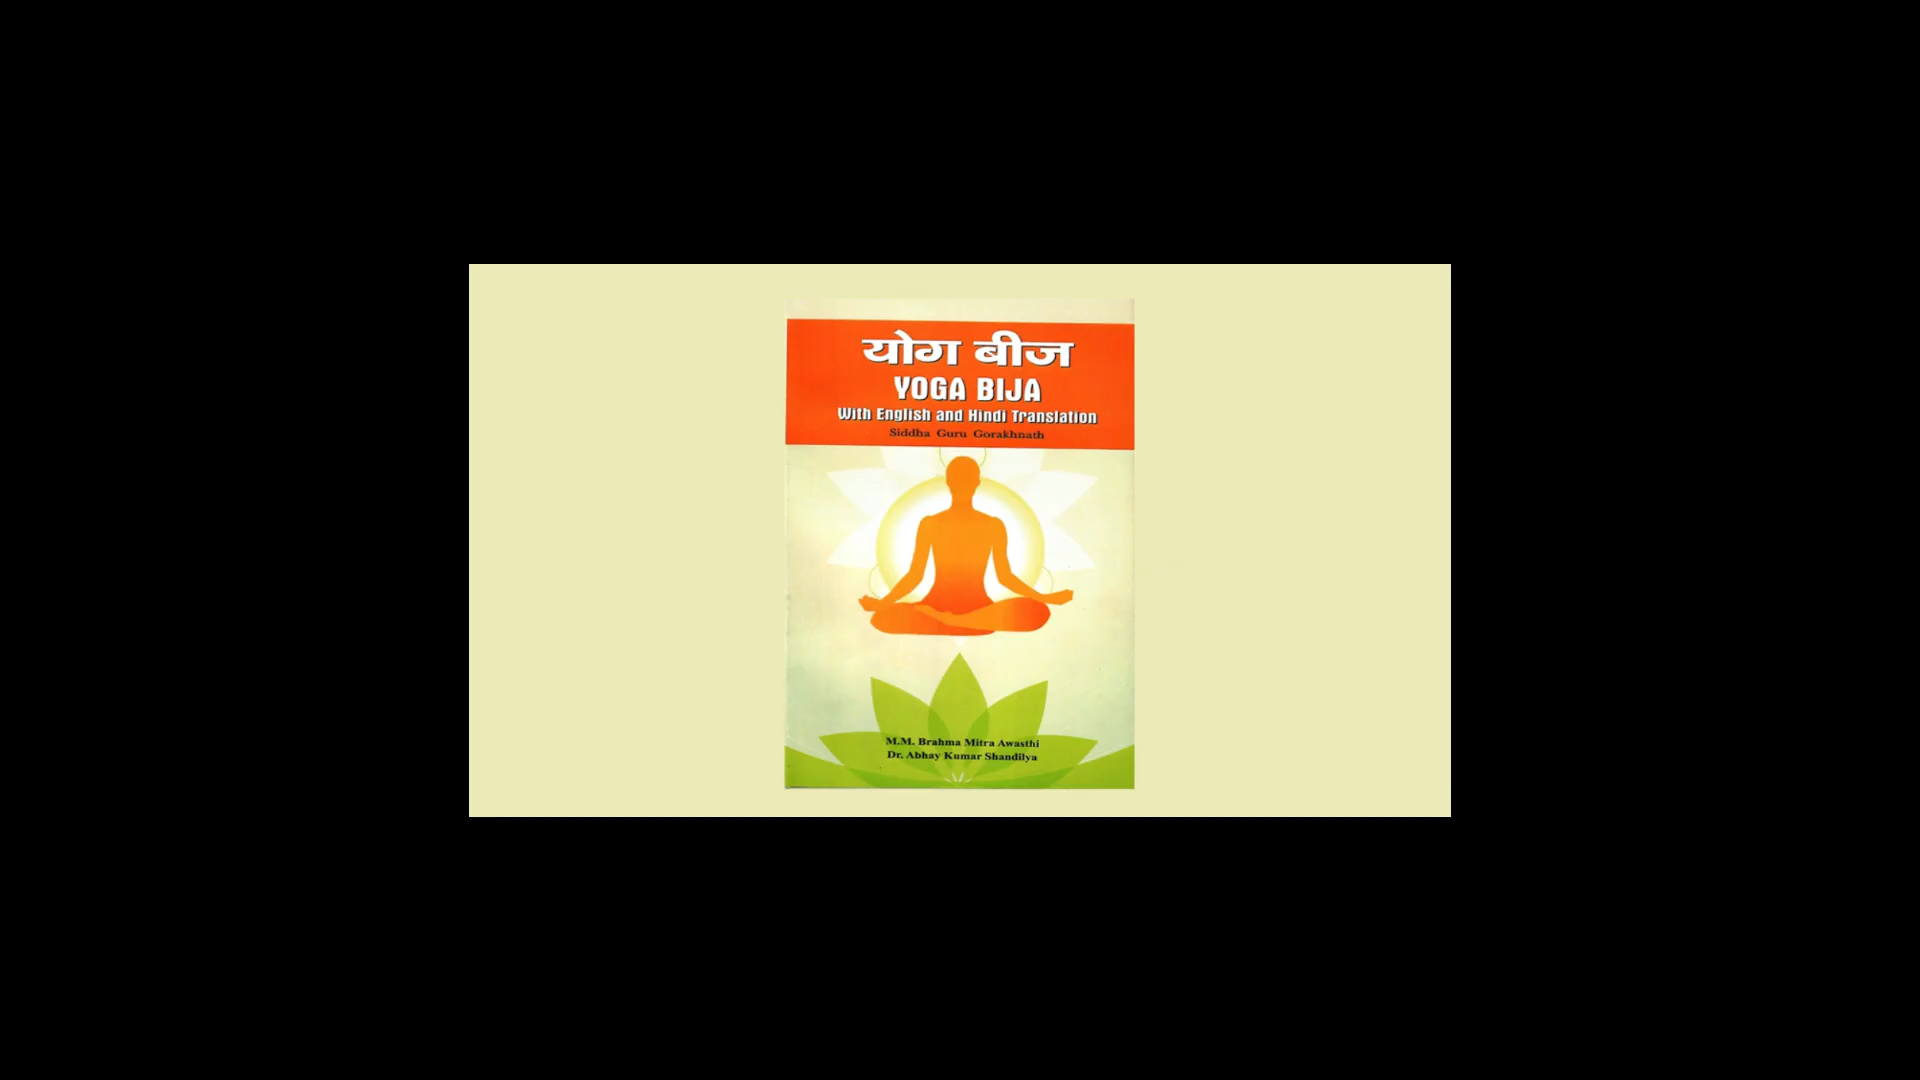 योग बीज
YOGA BIJA
With English and Hindi Translation
Siddha Guru Gorakhnath
M.M. Brahma Mitra Awasthi
Dr. Abhay Kumar Shandilya